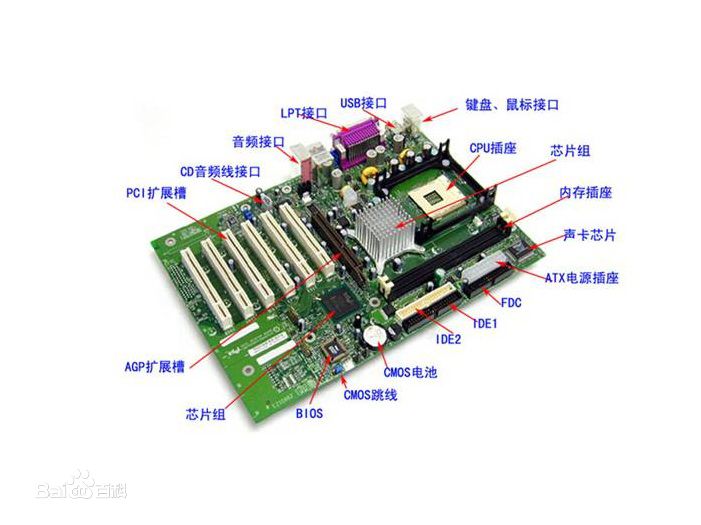 USB接口
键盘、鼠标接口
LPT接口
音频接口
CPU插座
芯片组
CD音频线接口
PCI扩展槽
内存插座
声卡芯片
ATX电源插座
FDC
IDE1
IDE2
AGP扩展槽
CMOS电池
CMOS跳线
芯片组
BIOS
intel
Bai百科